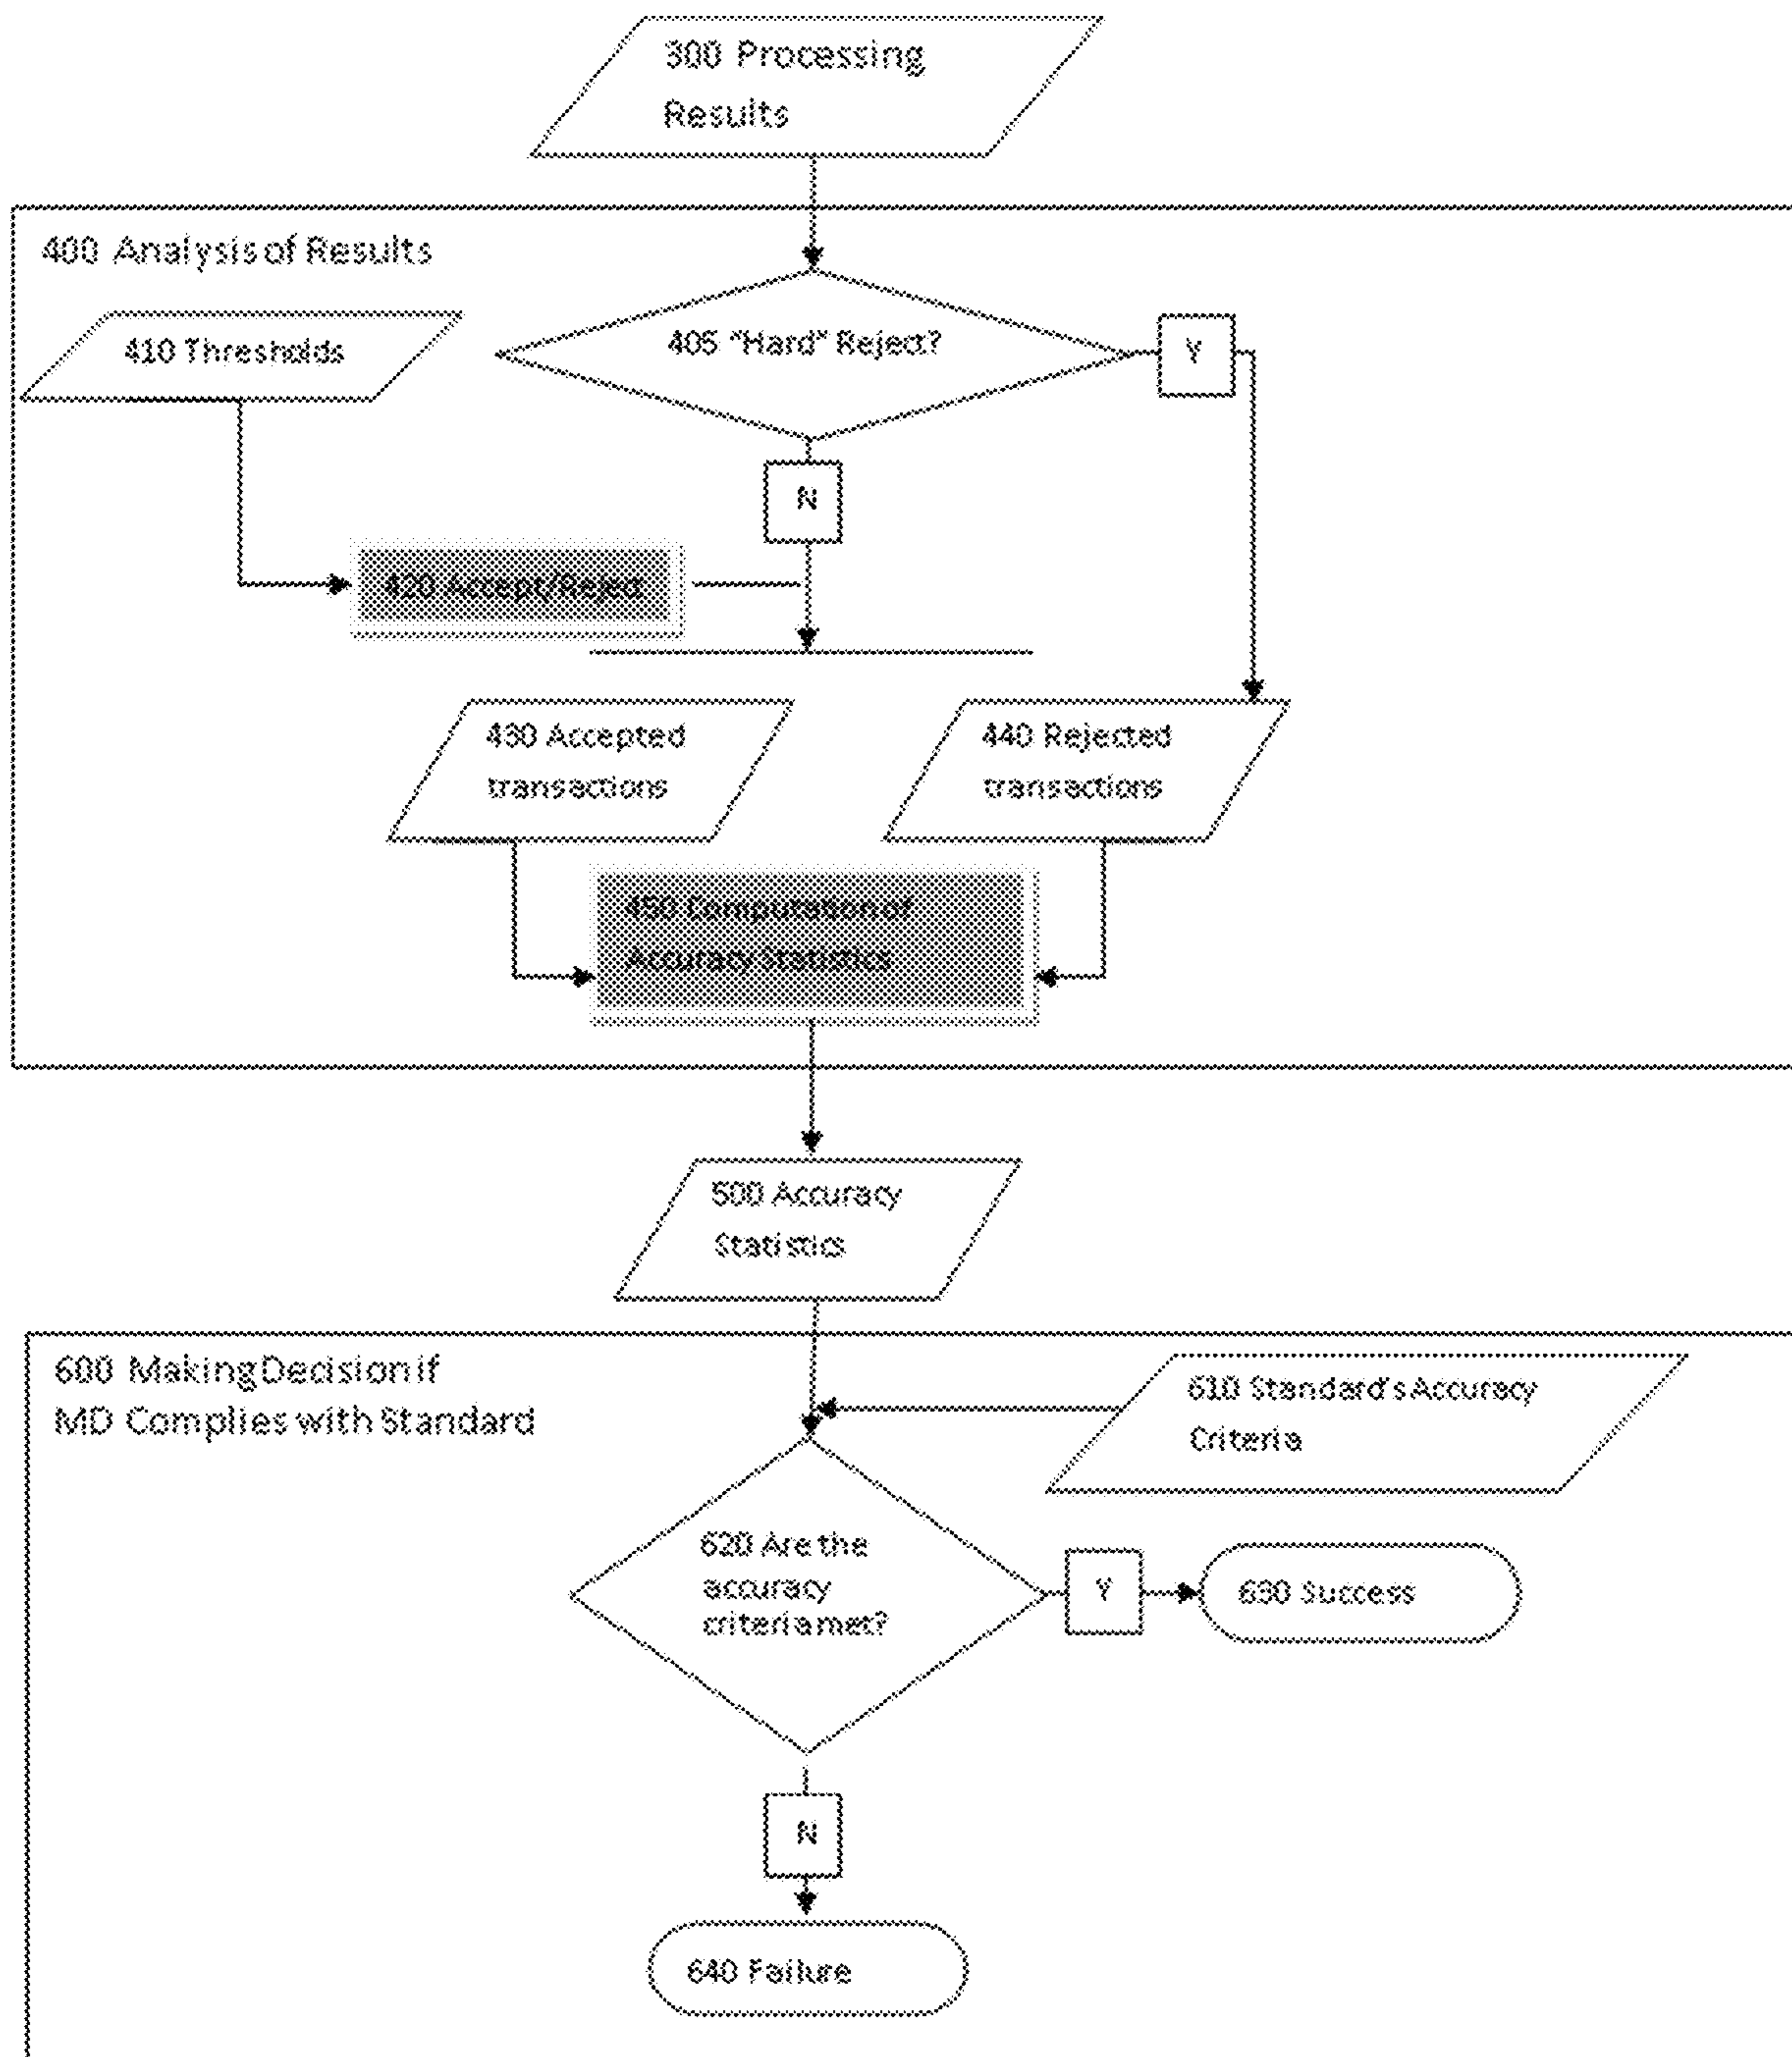 300 Processing
Results
400 Analysis of Results
410 Thresholds
405 "Hard" Reject?
Y
N
420 Accept/Reject
430 Accepted
transactions
440 Rejected
transactions
450 Computation of
Accuracy Statistics
500 Accuracy
Statistics
600 Making Decision if
MD Complies with Standard
610 Standard's Accuracy
Criteria
620 Are the
accuracy
criteria met?
Y
630 Success
N
640 Failure